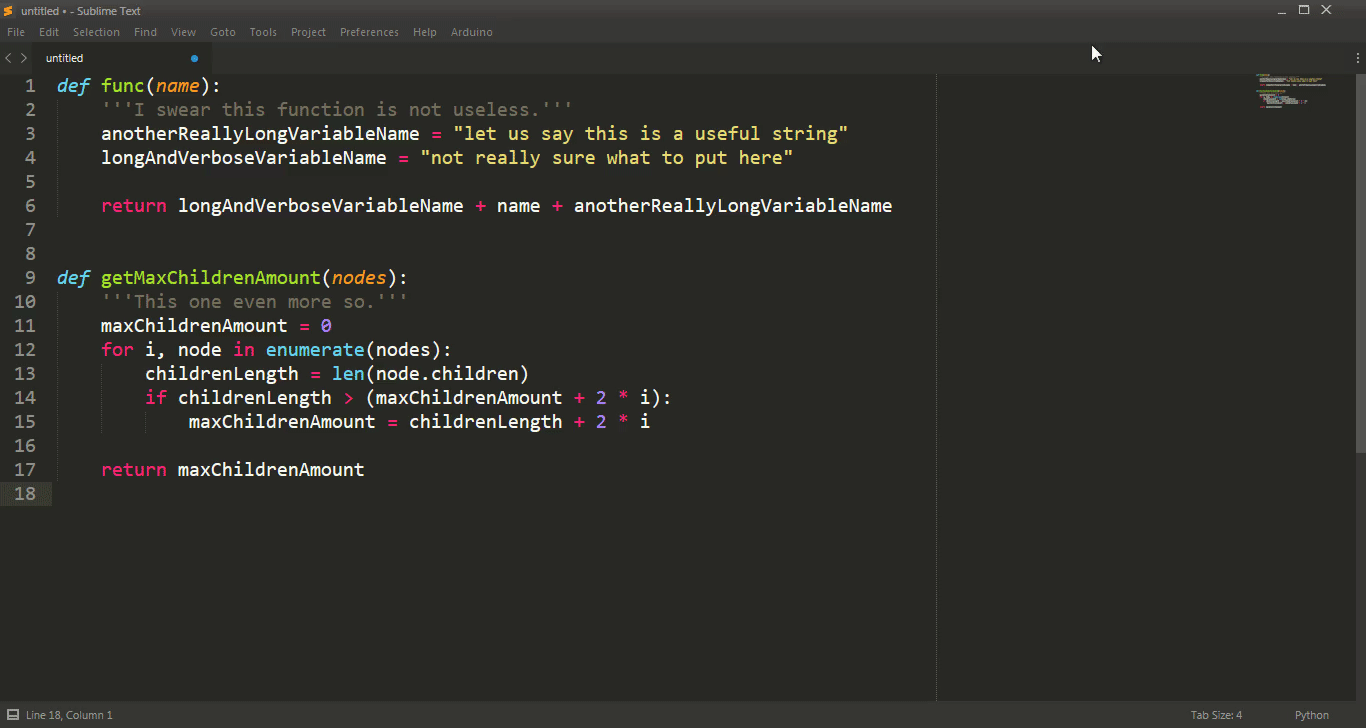 untitled • - Sublime Text
File Edit Selection Find View Goto Tools Project Preferences Help Arduino
untitled
1 def func(name):
2     '''I swear this function is not useless.'''
3     anotherReallyLongVariableName = "let us say this is a useful string"
4     longAndVerboseVariableName = "not really sure what to put here"
5
6     return longAndVerboseVariableName + name + anotherReallyLongVariableName
7
8
9 def getMaxChildrenAmount(nodes):
10     '''This one even more so.'''
11     maxChildrenAmount = 0
12     for i, node in enumerate(nodes):
13         childrenLength = len(node.children)
14         if childrenLength > (maxChildrenAmount + 2 * i):
15             maxChildrenAmount = childrenLength + 2 * i
16
17     return maxChildrenAmount
18
Line 18, Column 1 Tab Size: 4 Python